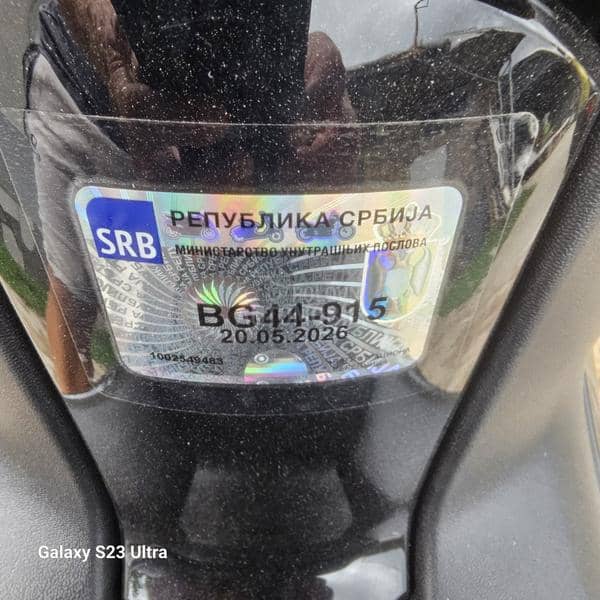 РЕПУБЛИКА СРБИЈА
SRB
МИНИСТАРСТВО УНУТРАШЊИХ ПОСЛОВА
BG44-915
20.05.2026
1002549483
Galaxy S23 Ultra